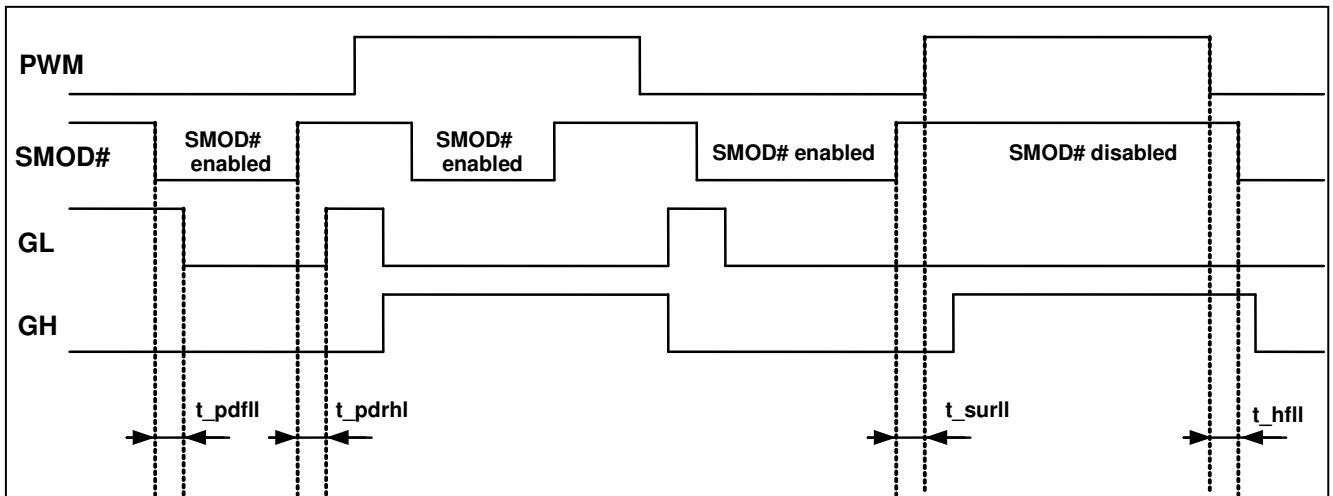 PWM
SMOD#
SMOD#
enabled
SMOD#
enabled
SMOD# enabled
SMOD# disabled
GL
GH
t_pdfll
t_pdrhl
t_surll
t_hfll